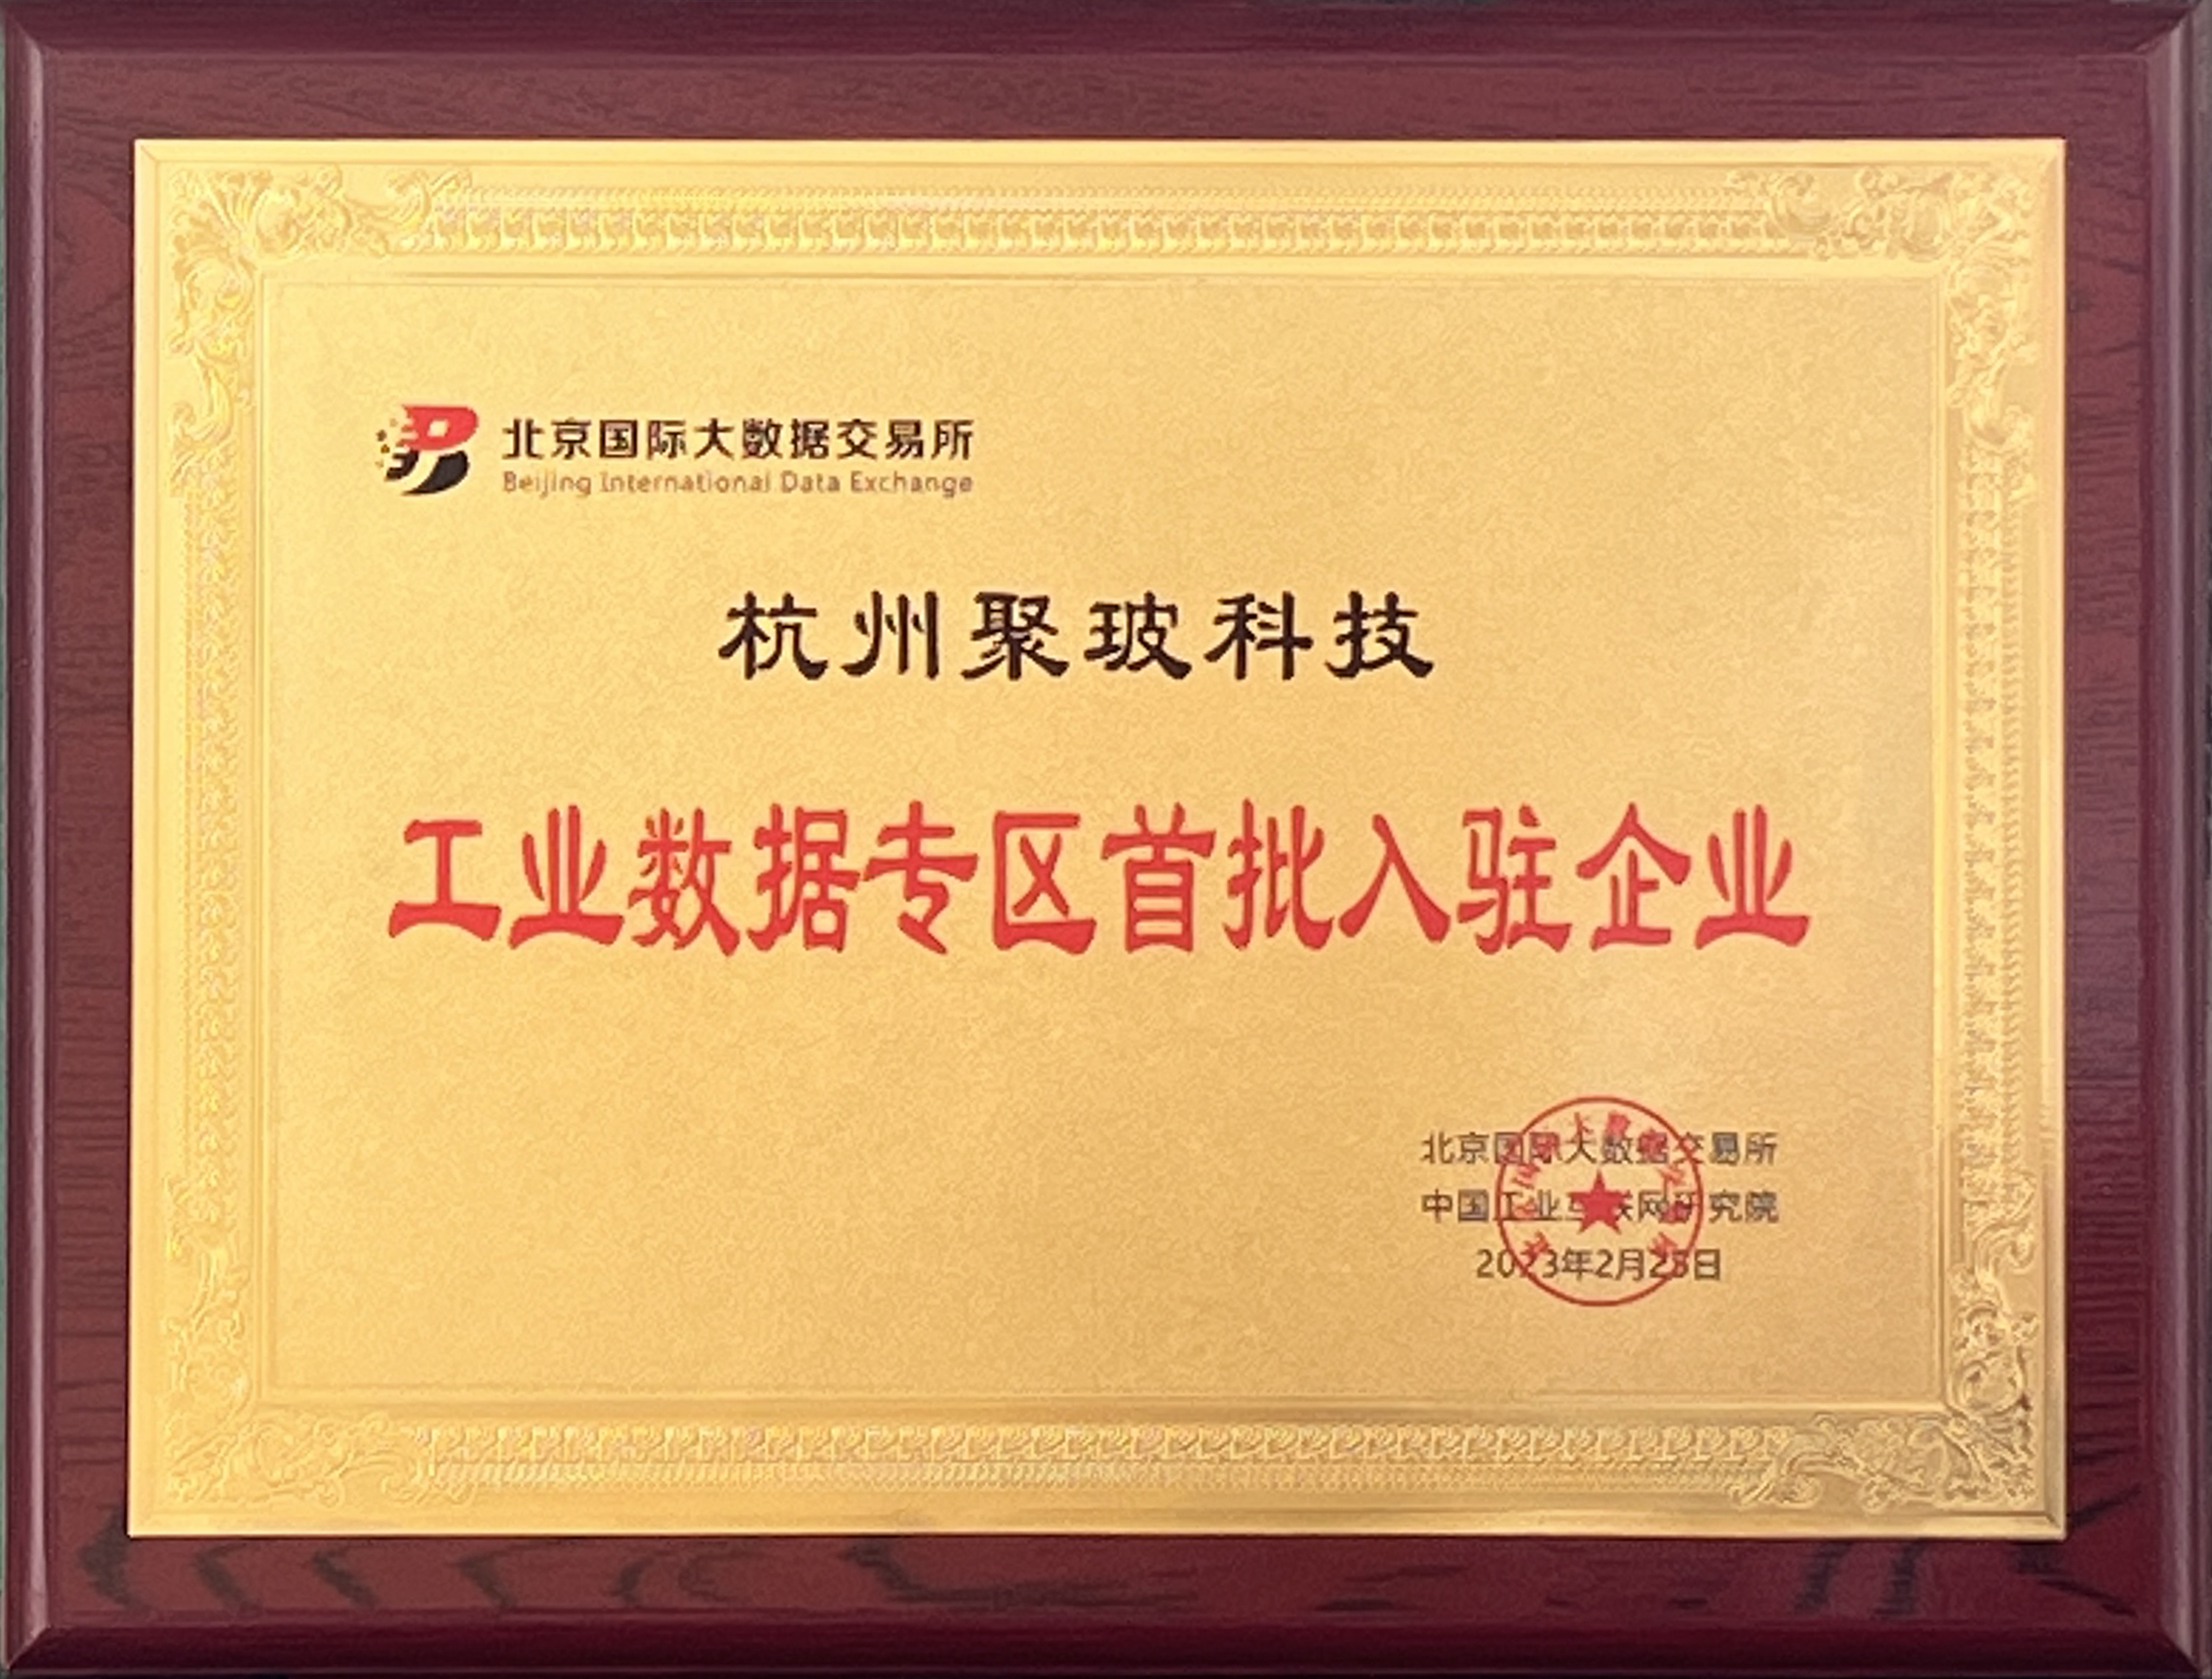 北京国际大数据交易所
Beijing International Data Exchange
杭州聚玻科技
工业数据专区首批入驻企业
北京国际大数据交易所
中国工业互联网研究院
2023年2月23日